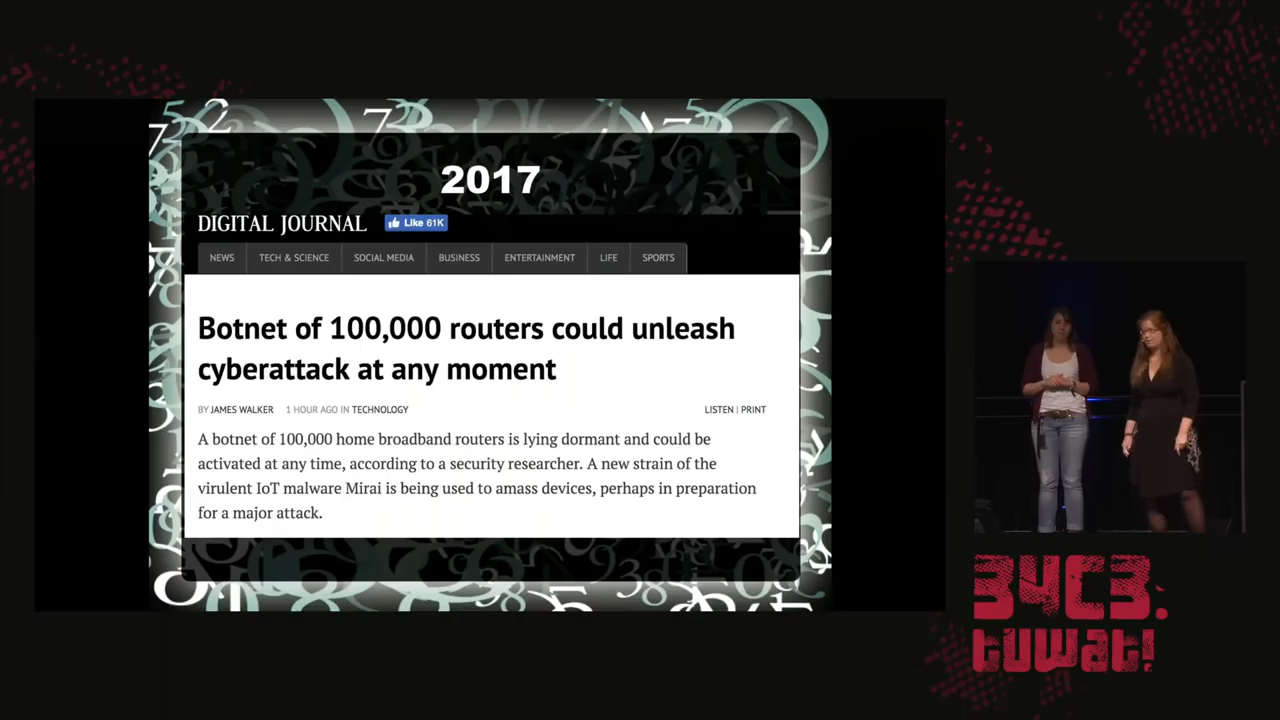 2017
DIGITAL JOURNAL
Like 61K
NEWS TECH & SCIENCE SOCIAL MEDIA BUSINESS ENTERTAINMENT LIFE SPORTS
Botnet of 100,000 routers could unleash
cyberattack at any moment
BY JAMES WALKER 1 HOUR AGO IN TECHNOLOGY
LISTEN | PRINT
A botnet of 100,000 home broadband routers is lying dormant and could be
activated at any time, according to a security researcher. A new strain of the
virulent IoT malware Mirai is being used to amass devices, perhaps in preparation
for a major attack.
34C3.
tuwat!